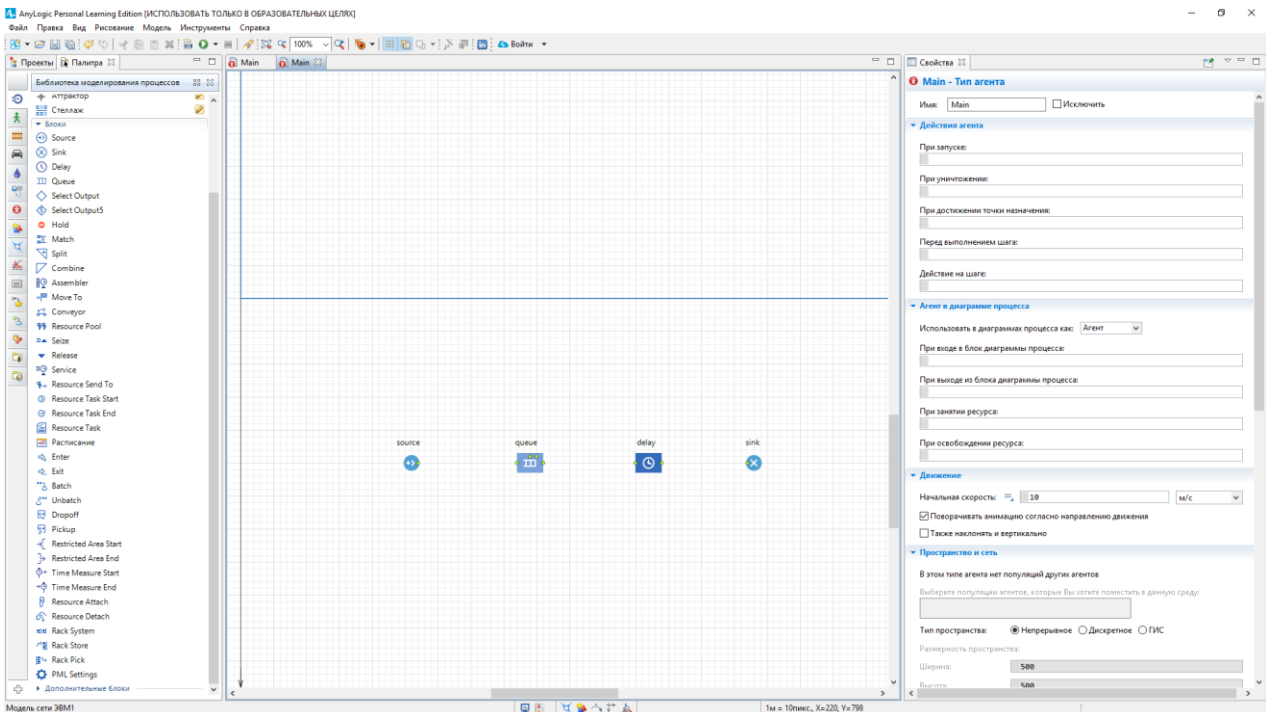 AnyLogic Personal Learning Edition [ИСПОЛЬЗОВАТЬ ТОЛЬКО В ОБРАЗОВАТЕЛЬНЫХ ЦЕЛЯХ]
Файл Правка Вид Рисование Модель Инструменты Справка
100% Войти
Проекты Палитра
Библиотека моделирования процессов
Аттрактор
Стеллаж
Блоки
Source
Sink
Delay
Queue
Select Output
Select Output5
Hold
Match
Split
Combine
Assembler
Move To
Conveyor
Resource Pool
Seize
Release
Service
Resource Send To
Resource Task Start
Resource Task End
Resource Task
Расписание
Enter
Exit
Batch
Unbatch
Dropoff
Pickup
Restricted Area Start
Restricted Area End
Time Measure Start
Time Measure End
Resource Attach
Resource Detach
Rack System
Rack Store
Rack Pick
PML Settings
Дополнительные блоки
Main Main
source queue delay sink
Свойства
Main - Тип агента
Имя: Main Исключить
Действия агента
При запуске:
При уничтожении:
При достижении точки назначения:
Перед выполнением шага:
Действие на шаге:
Агент в диаграмме процесса
Использовать в диаграммах процесса как: Агент
При входе в блок диаграммы процесса:
При выходе из блока диаграммы процесса:
При занятии ресурса:
При освобождении ресурса:
Движение
Начальная скорость: 10 м/с
Поворачивать анимацию согласно направлению движения
Также наклонять и вертикально
Пространство и сеть
В этом типе агента нет популяций других агентов
Выберите популяции агентов, которые Вы хотите поместить в данную среду:
Тип пространства: Непрерывное Дискретное ГИС
Размерность пространства:
Ширина: 500
Высота: 500
Модель сети ЭВМ1
1м = 10пикс., X=220, Y=798